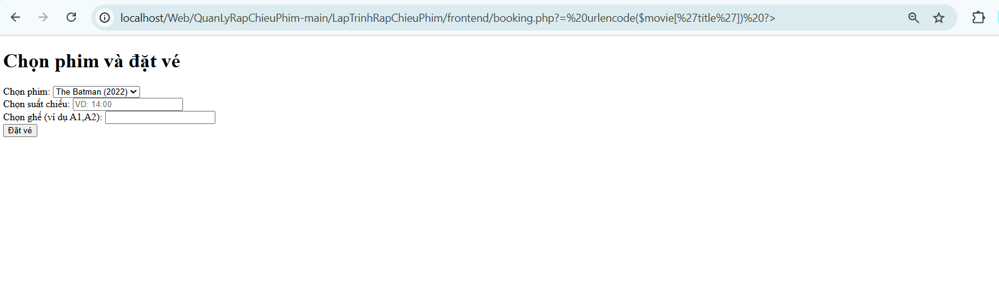 localhost/Web/QuanLyRapChieuPhim-main/LapTrinhRapChieuPhim/frontend/booking.php?=%20urlencode($movie[%27title%27])%20?>
Chọn phim và đặt vé
Chọn phim: The Batman (2022)
Chọn suất chiếu: VD: 14:00
Chọn ghế (ví dụ A1,A2):
Đặt vé